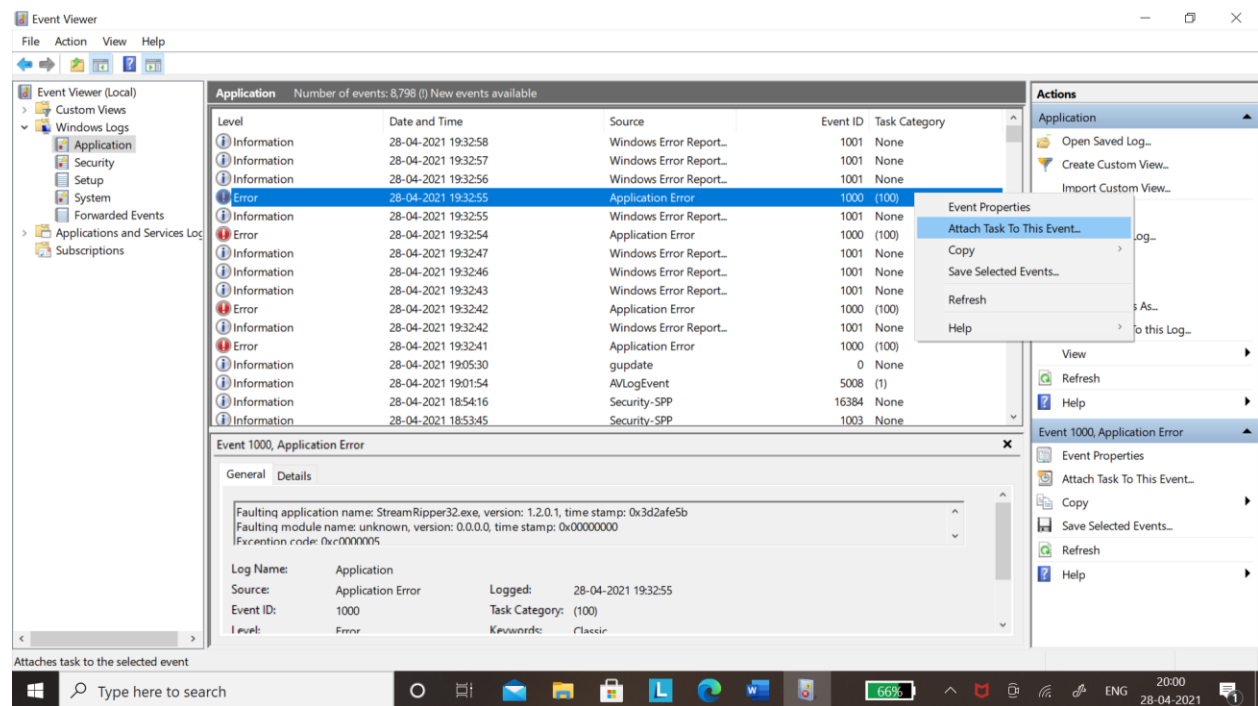 Event Viewer
File Action View Help
Event Viewer (Local)
Custom Views
Windows Logs
Application
Security
Setup
System
Forwarded Events
Applications and Services Log
Subscriptions
Application Number of events: 8,798 (!) New events available
Level Date and Time Source Event ID Task Category
Information 28-04-2021 19:32:58 Windows Error Report... 1001 None
Information 28-04-2021 19:32:57 Windows Error Report... 1001 None
Information 28-04-2021 19:32:56 Windows Error Report... 1001 None
Error 28-04-2021 19:32:55 Application Error 1000 (100)
Information 28-04-2021 19:32:55 Windows Error Report... 1001 None
Error 28-04-2021 19:32:54 Application Error 1000 (100)
Information 28-04-2021 19:32:47 Windows Error Report... 1001 None
Information 28-04-2021 19:32:46 Windows Error Report... 1001 None
Information 28-04-2021 19:32:43 Windows Error Report... 1001 None
Error 28-04-2021 19:32:42 Application Error 1000 (100)
Information 28-04-2021 19:32:42 Windows Error Report... 1001 None
Error 28-04-2021 19:32:41 Application Error 1000 (100)
Information 28-04-2021 19:05:30 gupdate 0 None
Information 28-04-2021 19:01:54 AVLogEvent 5008 (1)
Information 28-04-2021 18:54:16 Security-SPP 16384 None
Information 28-04-2021 18:53:45 Security-SPP 1003 None
Event Properties
Attach Task To This Event...
Copy
Save Selected Events...
Refresh
Help
Event 1000, Application Error
General Details
Faulting application name: StreamRipper32.exe, version: 1.2.0.1, time stamp: 0x3d2afe5b
Faulting module name: unknown, version: 0.0.0.0, time stamp: 0x00000000
Exception code: 0xc0000005
Log Name: Application
Source: Application Error Logged: 28-04-2021 19:32:55
Event ID: 1000 Task Category: (100)
Level: Error Keywords: Classic
Actions
Application
Open Saved Log...
Create Custom View...
Import Custom View...
.og...
s As...
To this Log...
View
Refresh
Help
Event 1000, Application Error
Event Properties
Attach Task To This Event...
Copy
Save Selected Events...
Refresh
Help
Attaches task to the selected event
Type here to search
L
W
66%
ENG
20:00
28-04-2021
1